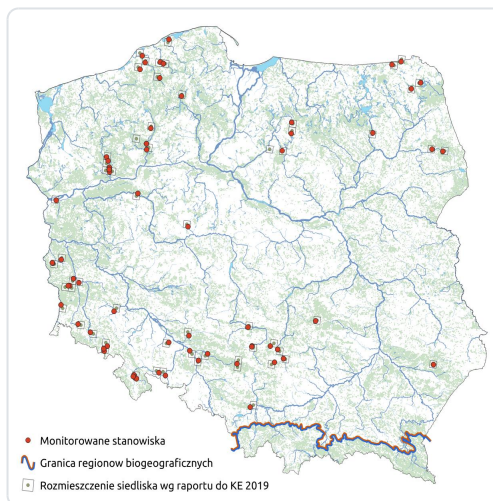 Monitorowane stanowiska
Granica regionow biogeograficznych
Rozmieszczenie siedliska wg raportu do KE 2019